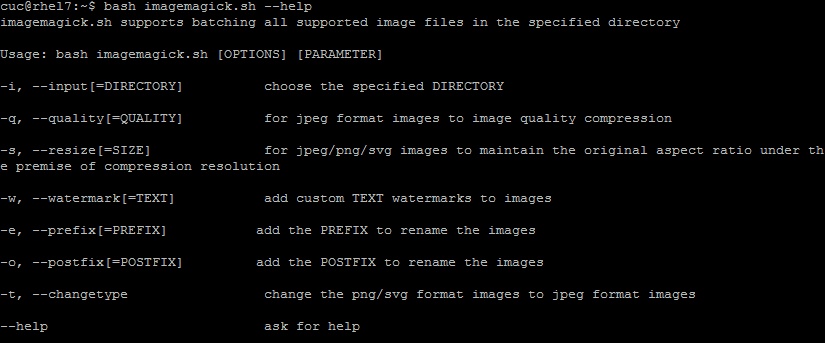 cuc@rhel7:~$ bash imagemagick.sh --help
imagemagick.sh supports batching all supported image files in the specified directory
Usage: bash imagemagick.sh [OPTIONS] [PARAMETER]
-i, --input[=DIRECTORY]          choose the specified DIRECTORY
-q, --quality[=QUALITY]          for jpeg format images to image quality compression
-s, --resize[=SIZE]              for jpeg/png/svg images to maintain the original aspect ratio under th
e premise of compression resolution
-w, --watermark[=TEXT]           add custom TEXT watermarks to images
-e, --prefix[=PREFIX]           add the PREFIX to rename the images
-o, --postfix[=POSTFIX]         add the POSTFIX to rename the images
-t, --changetype                 change the png/svg format images to jpeg format images
--help                           ask for help